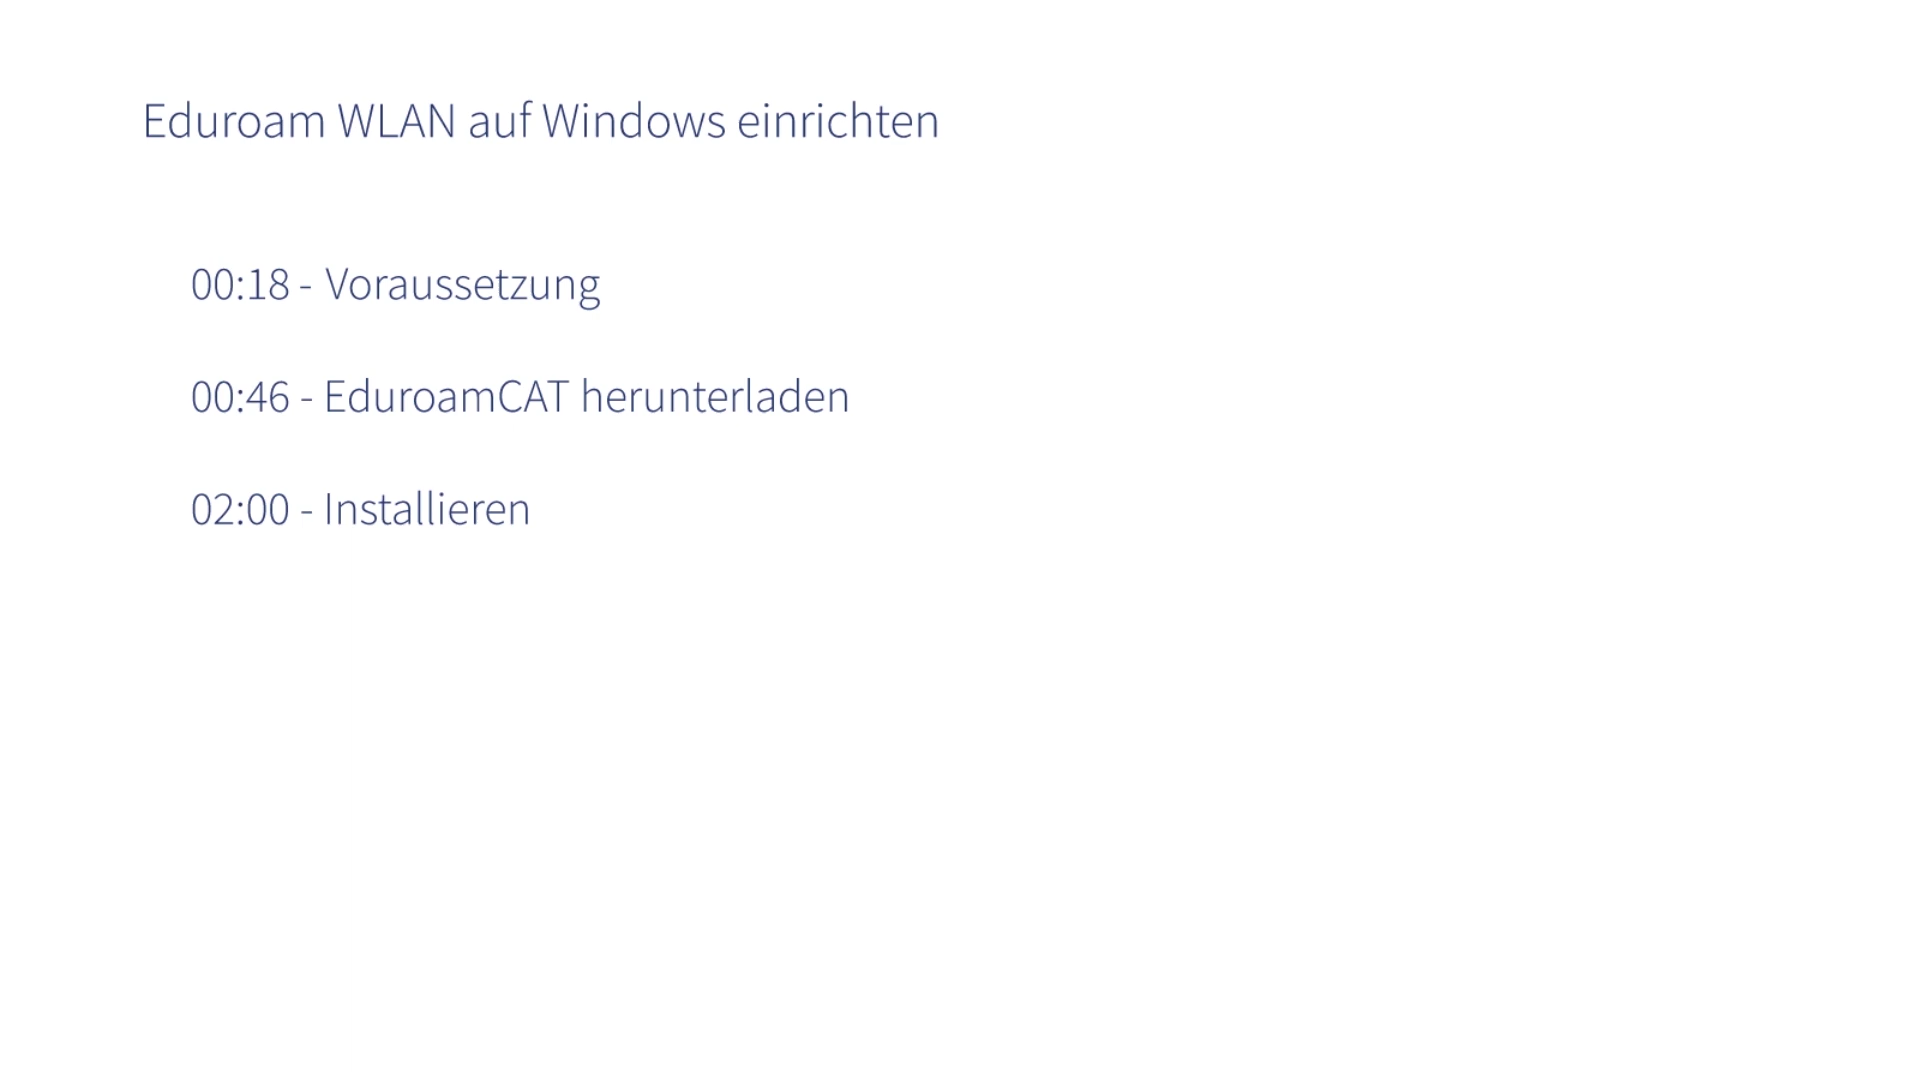 Eduroam WLAN auf Windows einrichten
00:18 - Voraussetzung
00:46 - EduroamCAT herunterladen
02:00 - Installieren